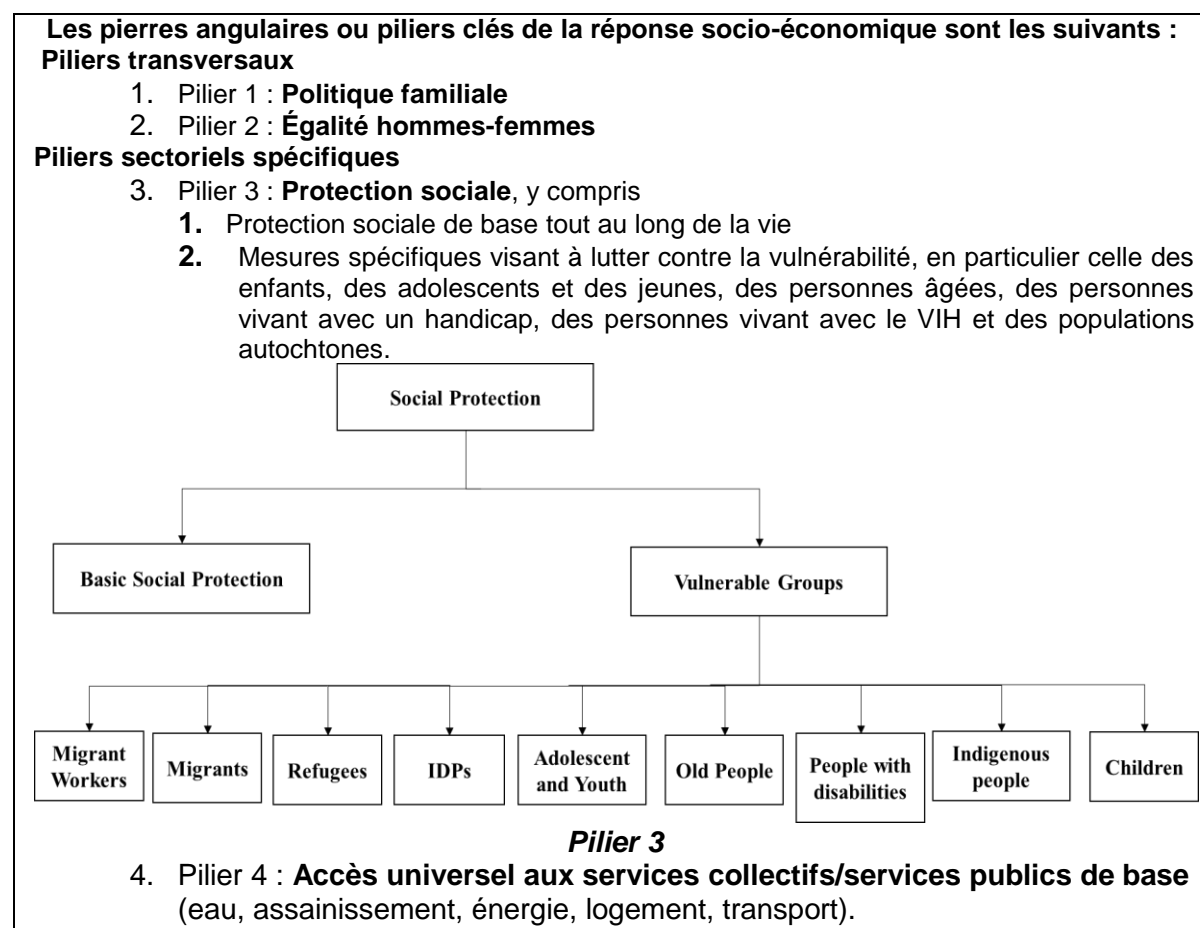 Les pierres angulaires ou piliers clés de la réponse socio-économique sont les suivants :
Piliers transversaux
1. Pilier 1 : Politique familiale
2. Pilier 2 : Égalité hommes-femmes
Piliers sectoriels spécifiques
3. Pilier 3 : Protection sociale, y compris
1. Protection sociale de base tout au long de la vie
2. Mesures spécifiques visant à lutter contre la vulnérabilité, en particulier celle des
enfants, des adolescents et des jeunes, des personnes âgées, des personnes
vivant avec un handicap, des personnes vivant avec le VIH et des populations
autochtones.
Social Protection
Basic Social Protection
Vulnerable Groups
Migrant
Workers
Migrants
Refugees
IDPs
Adolescent
and Youth
Old People
People with
disabilities
Indigenous
people
Children
Pilier 3
4. Pilier 4 : Accès universel aux services collectifs/services publics de base
(eau, assainissement, énergie, logement, transport).